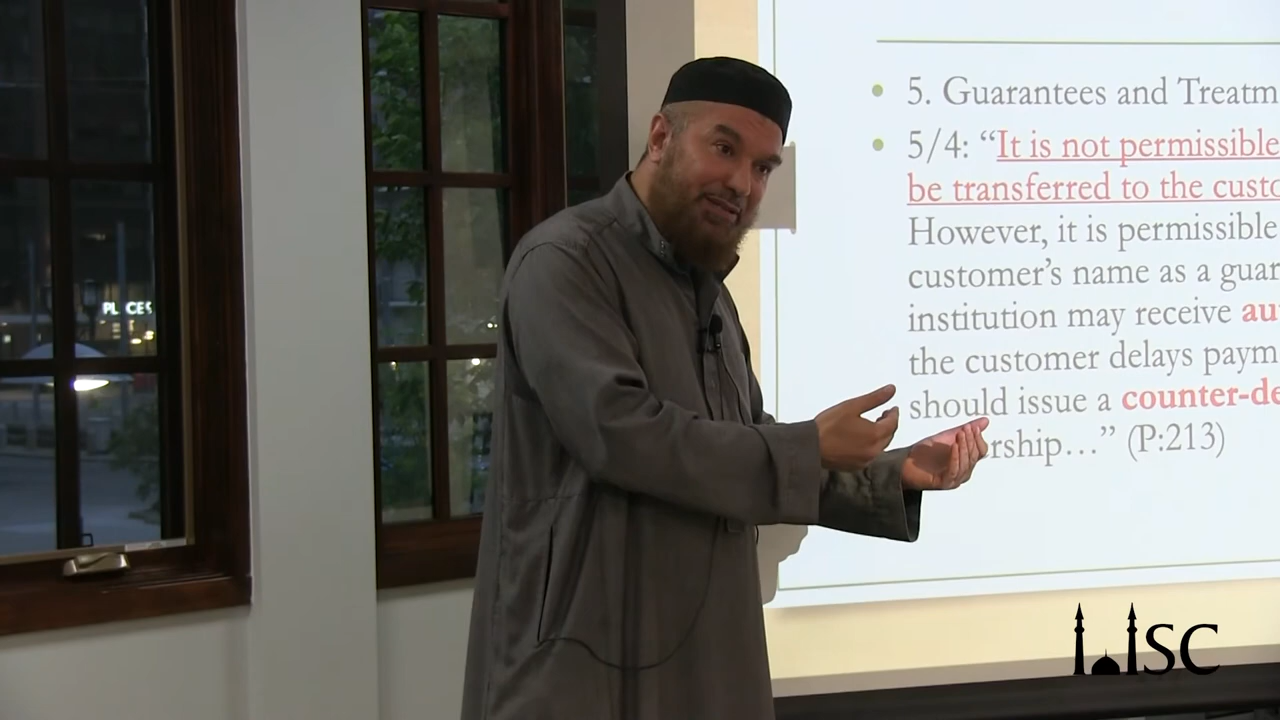 5. Guarantees and Treatm
5/4: “It is not permissible
be transferred to the custo
However, it is permissible
customer’s name as a guar
institution may receive au
the customer delays paym
should issue a counter-de
rship…” (P:213)
PLACES
ISC